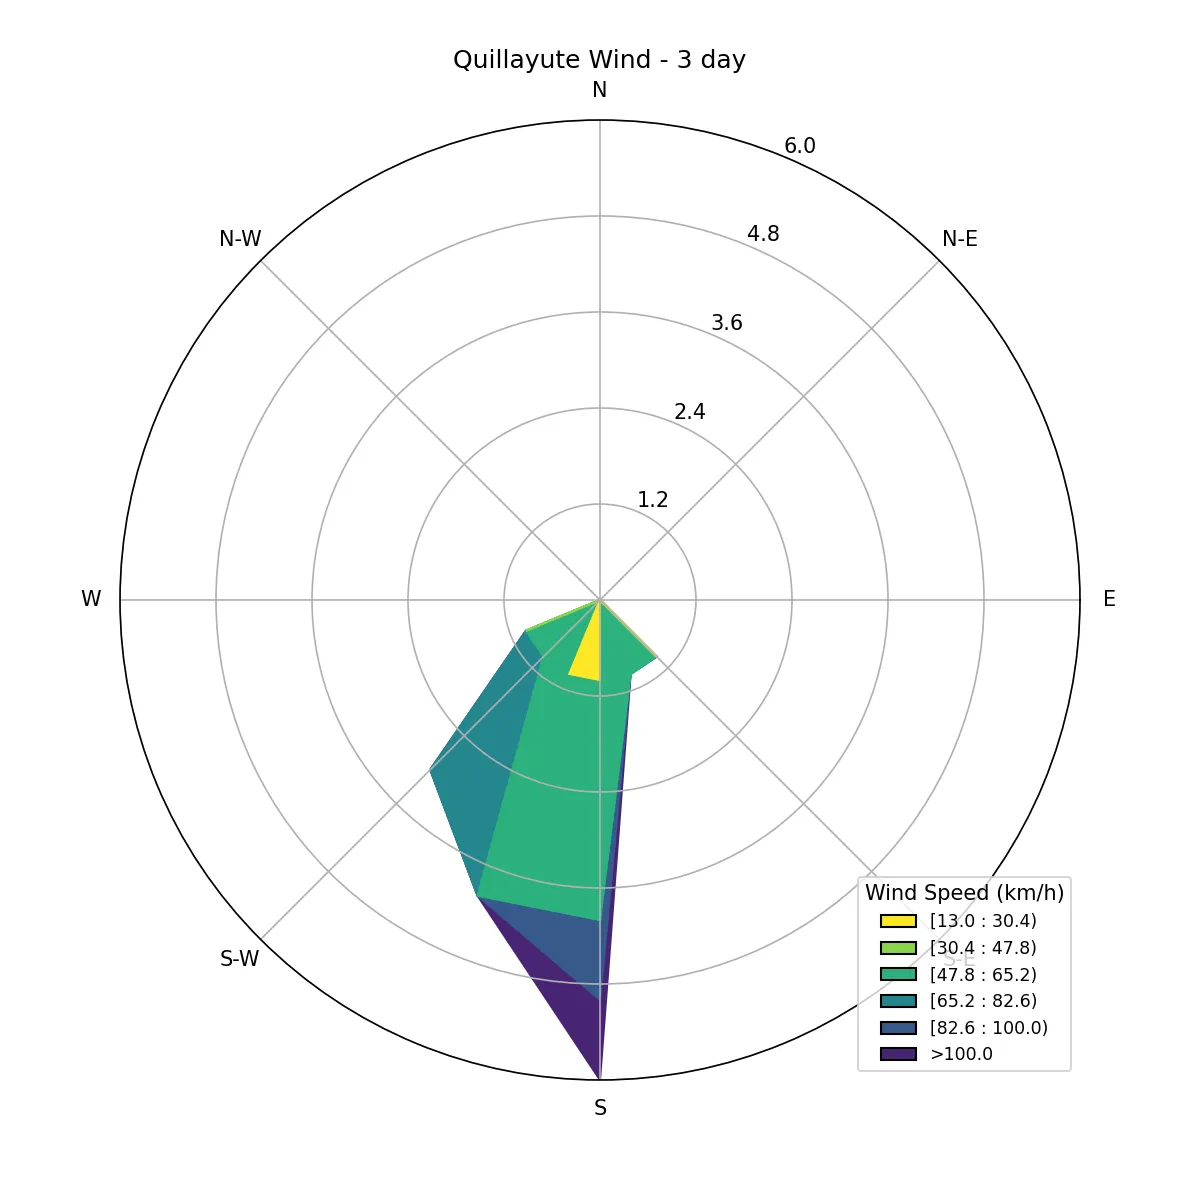 Quillayute Wind - 3 day
N
6.0
N-W
4.8
N-E
3.6
2.4
1.2
W
E
Wind Speed (km/h)
[13.0 : 30.4)
[30.4 : 47.8)
S-W
S-E
[47.8 : 65.2)
[65.2 : 82.6)
[82.6 : 100.0)
>100.0
S